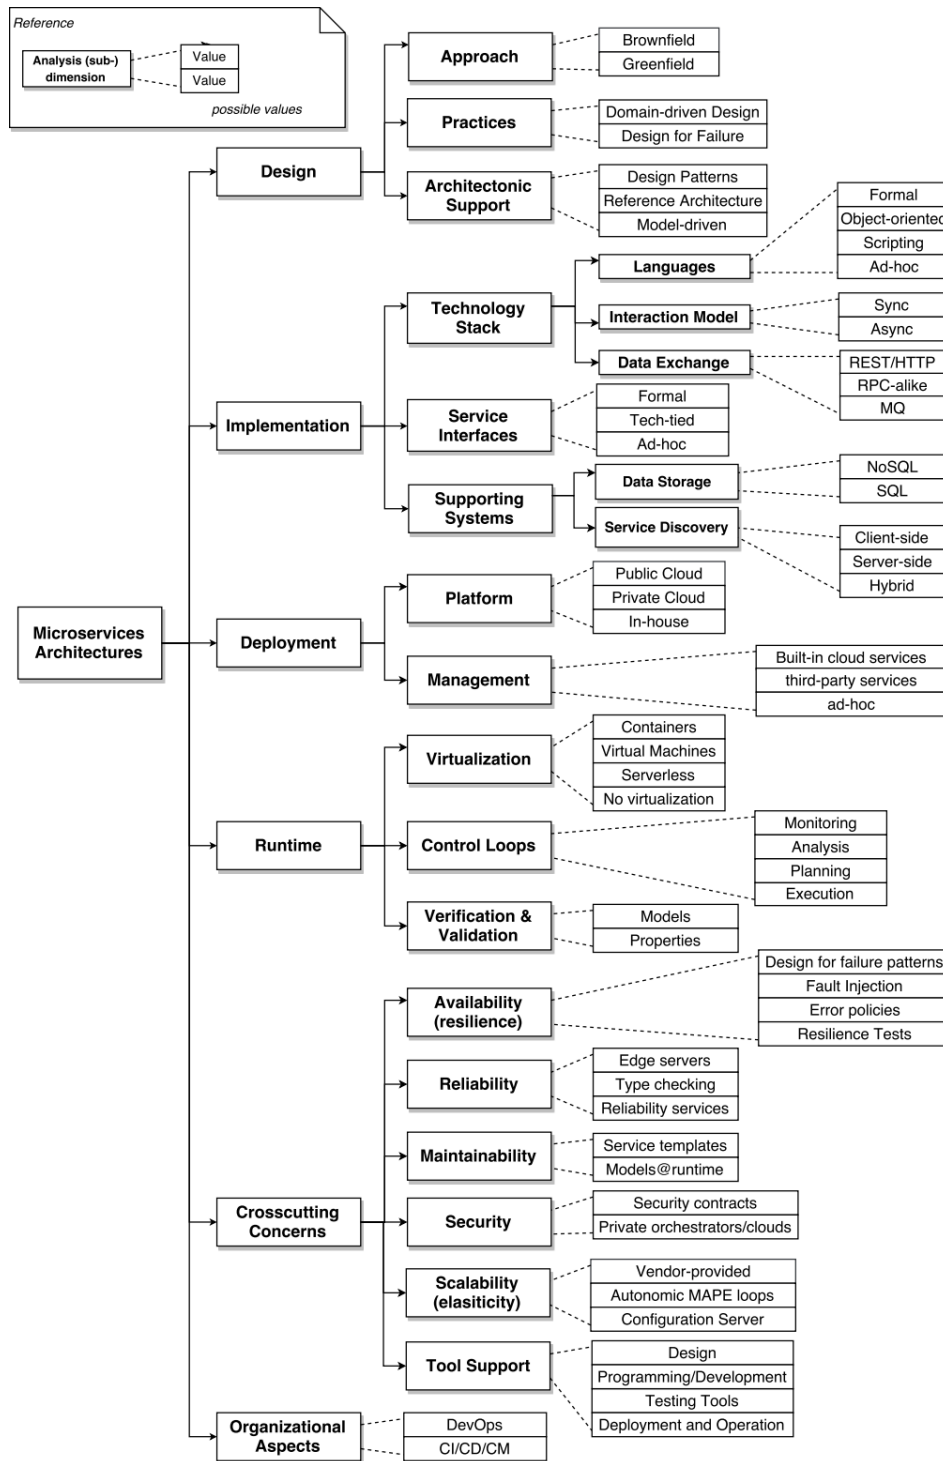 Reference
Analysis (sub-)
dimension
Value
Value
possible values
Microservices
Architectures
Design
Approach
Brownfield
Greenfield
Practices
Domain-driven Design
Design for Failure
Architectonic
Support
Design Patterns
Reference Architecture
Model-driven
Implementation
Technology
Stack
Languages
Formal
Object-oriented
Scripting
Ad-hoc
Interaction Model
Sync
Async
Data Exchange
REST/HTTP
RPC-alike
MQ
Service
Interfaces
Formal
Tech-tied
Ad-hoc
Supporting
Systems
Data Storage
NoSQL
SQL
Service Discovery
Client-side
Server-side
Hybrid
Deployment
Platform
Public Cloud
Private Cloud
In-house
Management
Built-in cloud services
third-party services
ad-hoc
Runtime
Virtualization
Containers
Virtual Machines
Serverless
No virtualization
Control Loops
Monitoring
Analysis
Planning
Execution
Verification &
Validation
Models
Properties
Crosscutting
Concerns
Availability
(resilience)
Design for failure patterns
Fault Injection
Error policies
Resilience Tests
Reliability
Edge servers
Type checking
Reliability services
Maintainability
Service templates
Models@runtime
Security
Security contracts
Private orchestrators/clouds
Scalability
(elasiticity)
Vendor-provided
Autonomic MAPE loops
Configuration Server
Tool Support
Design
Programming/Development
Testing Tools
Deployment and Operation
Organizational
Aspects
DevOps
CI/CD/CM